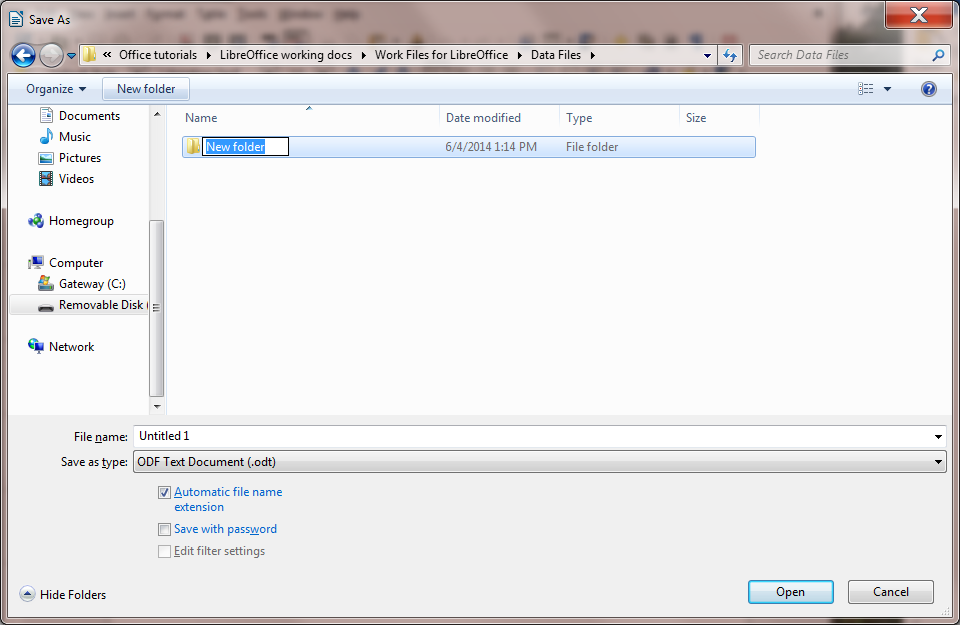 Save As
« Office tutorials LibreOffice working docs Work Files for LibreOffice Data Files Search Data Files
Organize New folder
Name Date modified Type Size
New folder 6/4/2014 1:14 PM File folder
Documents
Music
Pictures
Videos
Homegroup
Computer
Gateway (C:)
Removable Disk (
Network
File name: Untitled 1
Save as type: ODF Text Document (.odt)
Automatic file name
extension
Save with password
Edit filter settings
Hide Folders Open Cancel